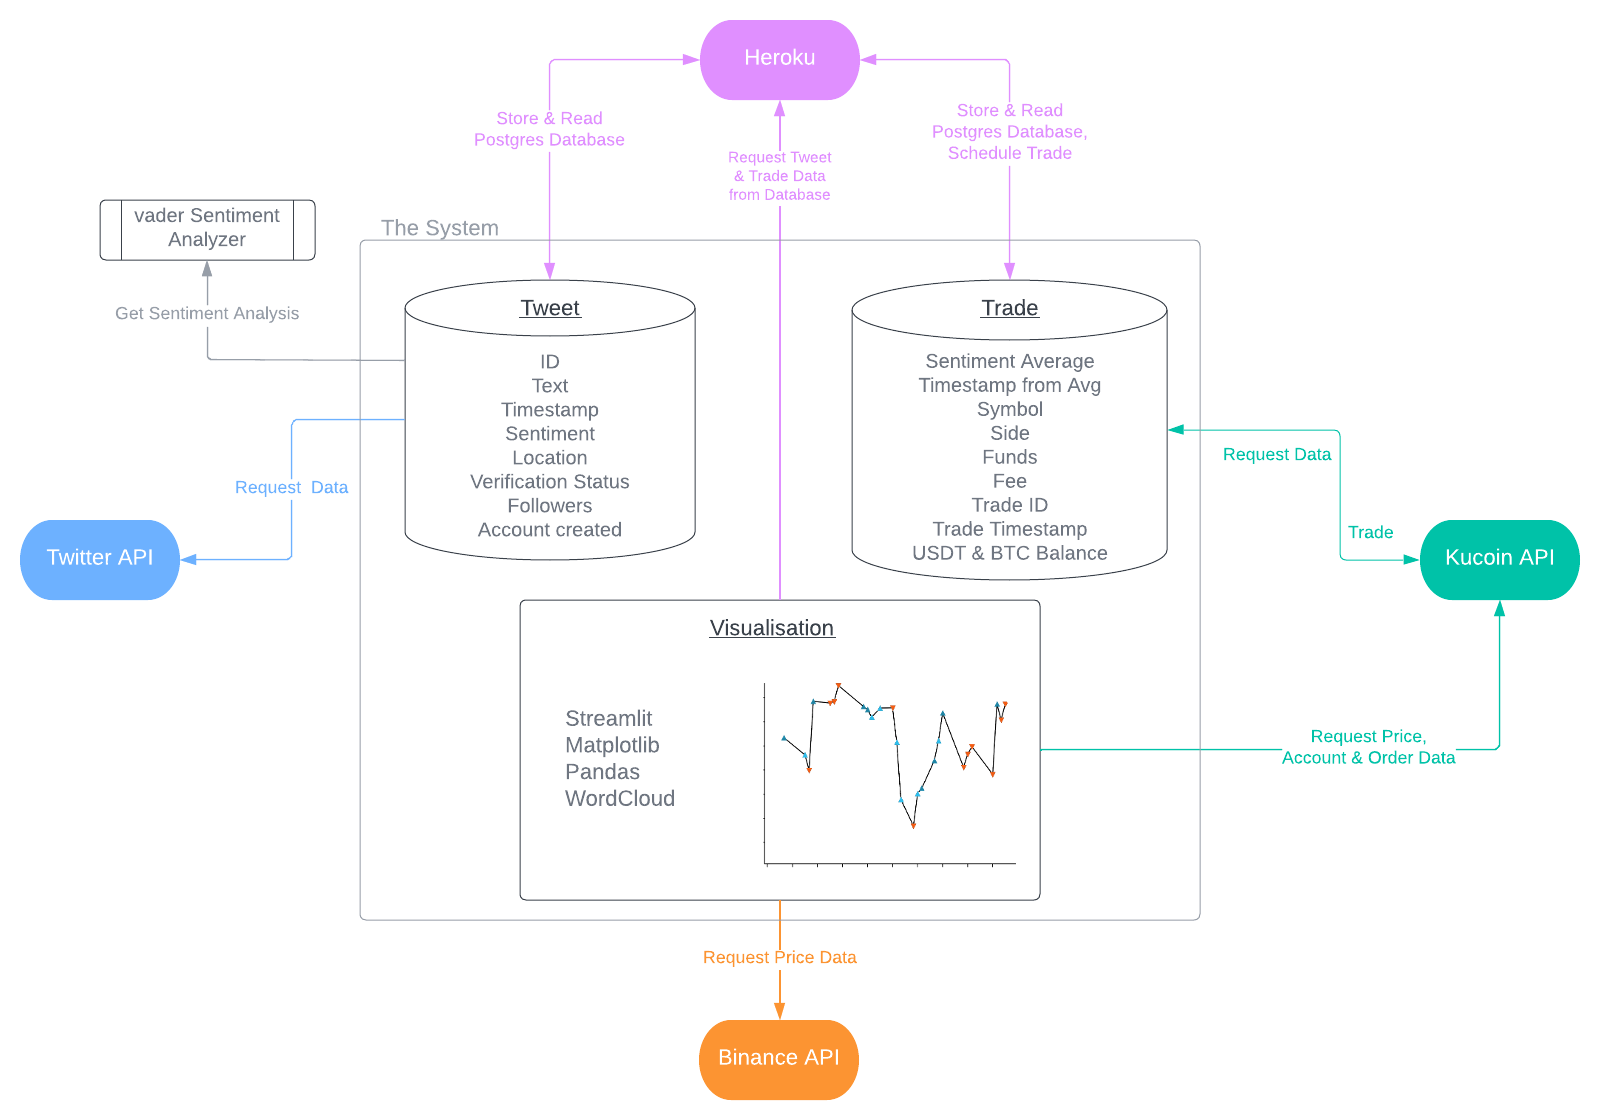 Heroku
Store & Read
Postgres Database
Request Tweet
& Trade Data
from Database
Store & Read
Postgres Database,
Schedule Trade
vader Sentiment
Analyzer
The System
Get Sentiment Analysis
Tweet
ID
Text
Timestamp
Sentiment
Location
Verification Status
Followers
Account created
Trade
Sentiment Average
Timestamp from Avg
Symbol
Side
Funds
Fee
Trade ID
Trade Timestamp
USDT & BTC Balance
Request Data
Twitter API
Request Data
Trade
Kucoin API
Visualisation
Streamlit
Matplotlib
Pandas
WordCloud
Request Price,
Account & Order Data
Request Price Data
Binance API